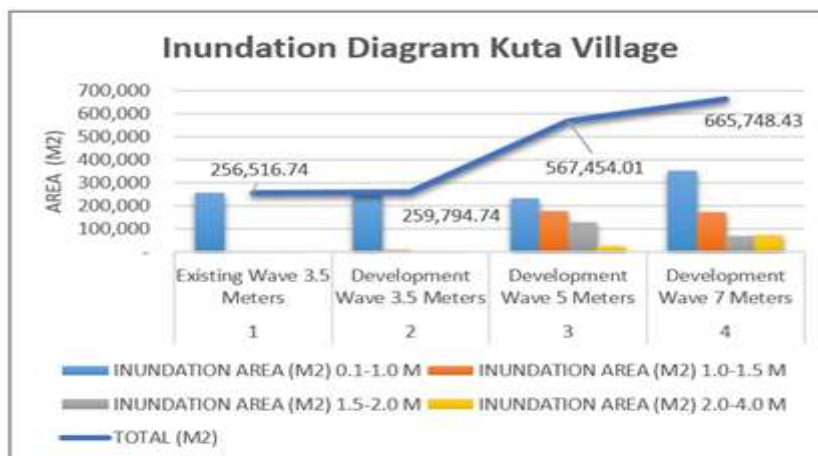 Inundation Diagram Kuta Village
700,000
600,000
500,000
400,000
300,000
200,000
100,000
-
AREA (M2)
256,516.74
259,794.74
567,454.01
665,748.43
Existing Wave 3.5 Meters
Development Wave 3.5 Meters
Development Wave 5 Meters
Development Wave 7 Meters
1
2
3
4
INUNDATION AREA (M2) 0.1-1.0 M
INUNDATION AREA (M2) 1.0-1.5 M
INUNDATION AREA (M2) 1.5-2.0 M
INUNDATION AREA (M2) 2.0-4.0 M
TOTAL (M2)